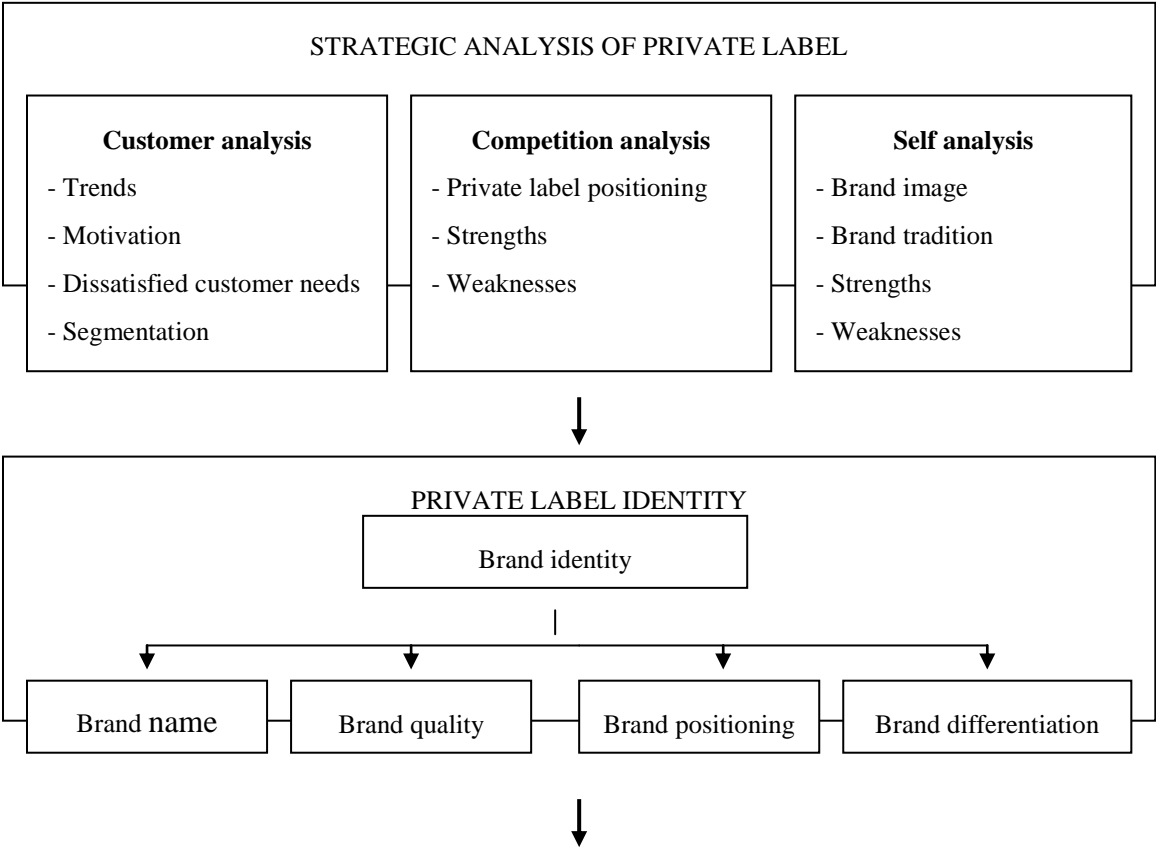 STRATEGIC ANALYSIS OF PRIVATE LABEL
Customer analysis
- Trends
- Motivation
- Dissatisfied customer needs
- Segmentation
Competition analysis
- Private label positioning
- Strengths
- Weaknesses
Self analysis
- Brand image
- Brand tradition
- Strengths
- Weaknesses
PRIVATE LABEL IDENTITY
Brand identity
Brand name
Brand quality
Brand positioning
Brand differentiation